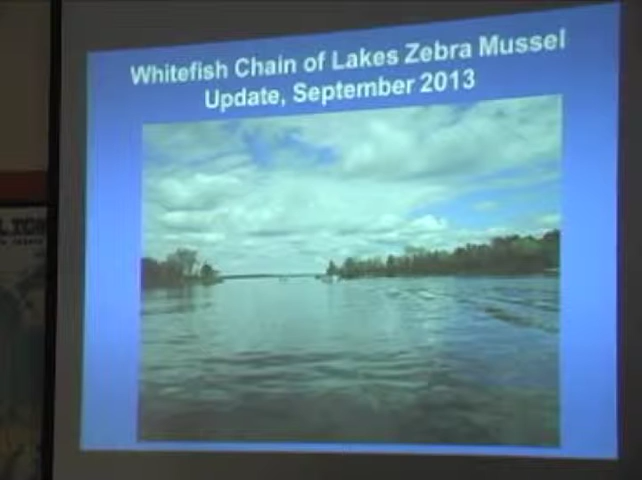 Whitefish Chain of Lakes Zebra Mussel
Update, September 2013